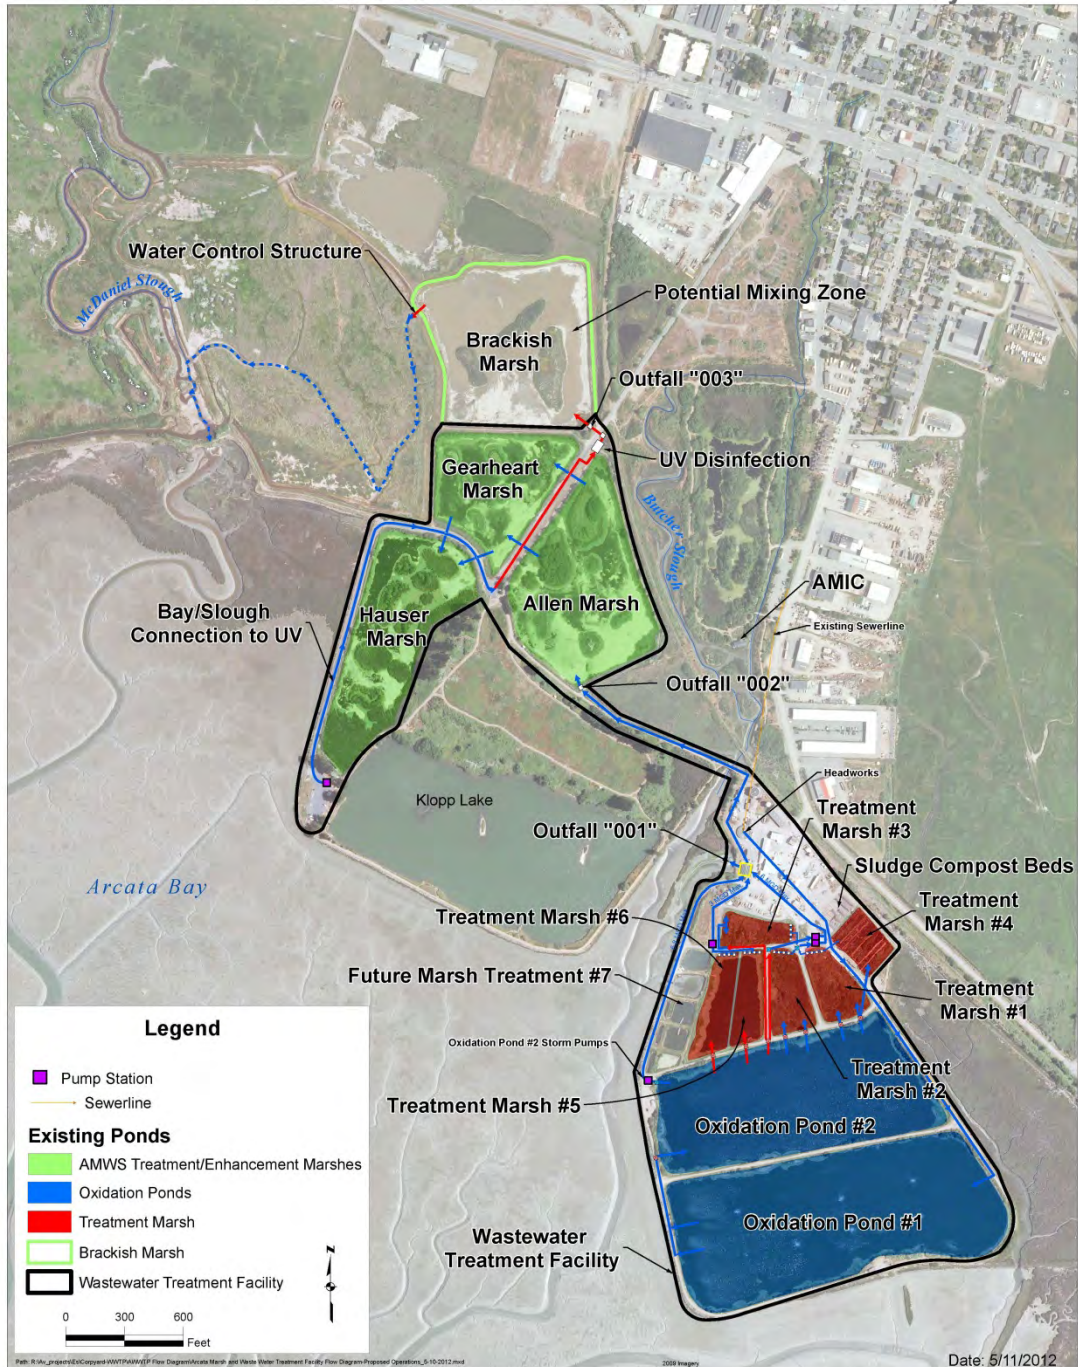 Water Control Structure
McDaniel Slough
Potential Mixing Zone
Brackish
Marsh
Outfall "003"
UV Disinfection
Gearheart
Marsh
Butcher Slough
AMIC
Existing Sewerline
Allen Marsh
Hauser
Marsh
Bay/Slough
Connection to UV
Outfall "002"
Headworks
Klopp Lake
Treatment
Marsh #3
Outfall "001"
Sludge Compost Beds
Arcata Bay
Treatment
Marsh #4
Treatment Marsh #6
Future Marsh Treatment #7
Treatment
Marsh #1
Oxidation Pond #2 Storm Pumps
Treatment
Marsh #2
Treatment Marsh #5
Oxidation Pond #2
Oxidation Pond #1
Wastewater
Treatment Facility
Legend
Pump Station
Sewerline
Existing Ponds
AMWS Treatment/Enhancement Marshes
Oxidation Ponds
Treatment Marsh
Brackish Marsh
Wastewater Treatment Facility
N
0 300 600
Feet
2008 Imagery
Date: 5/11/2012